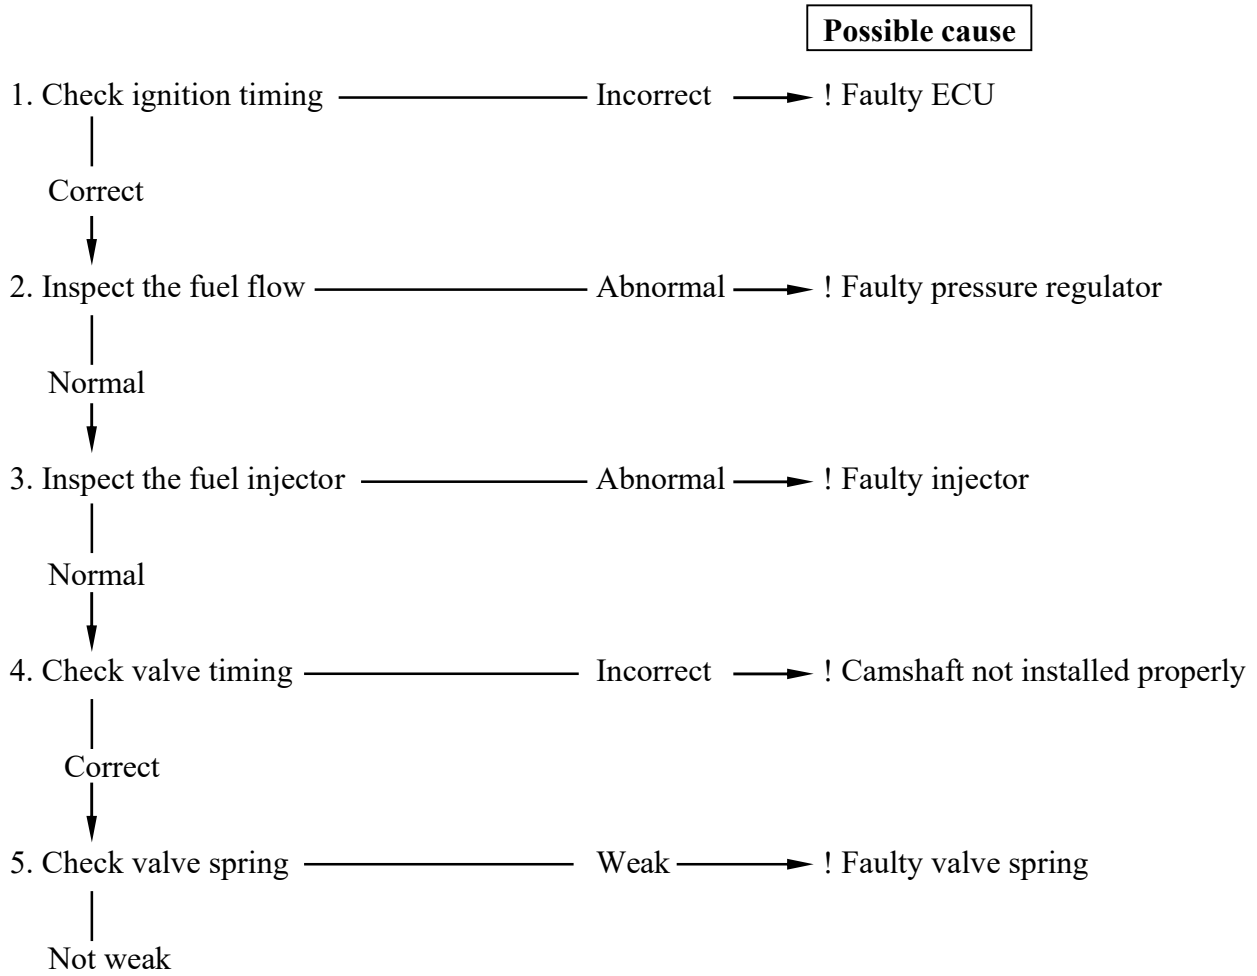 Possible cause
1. Check ignition timing Incorrect ! Faulty ECU
Correct
2. Inspect the fuel flow Abnormal ! Faulty pressure regulator
Normal
3. Inspect the fuel injector Abnormal ! Faulty injector
Normal
4. Check valve timing Incorrect ! Camshaft not installed properly
Correct
5. Check valve spring Weak ! Faulty valve spring
Not weak